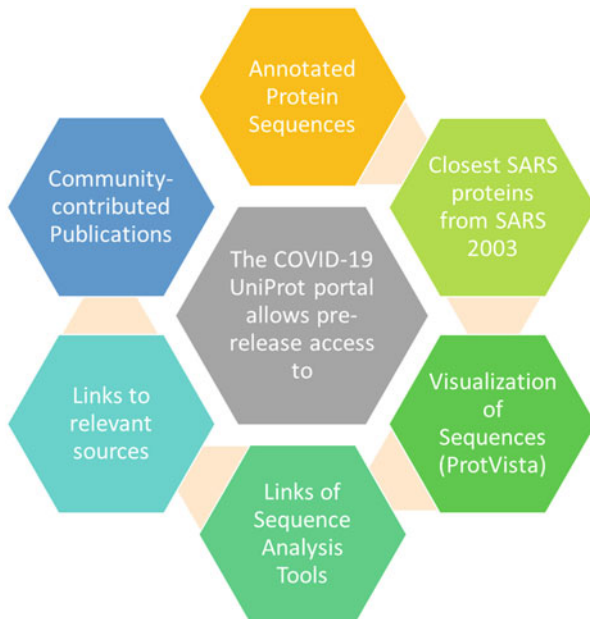 Annotated
Protein
Sequences
Closest SARS
proteins
from SARS
2003
Visualization
of
Sequences
(ProtVista)
Links of
Sequence
Analysis
Tools
Links to
relevant
sources
Community-
contributed
Publications
The COVID-19
UniProt portal
allows pre-
release access
to